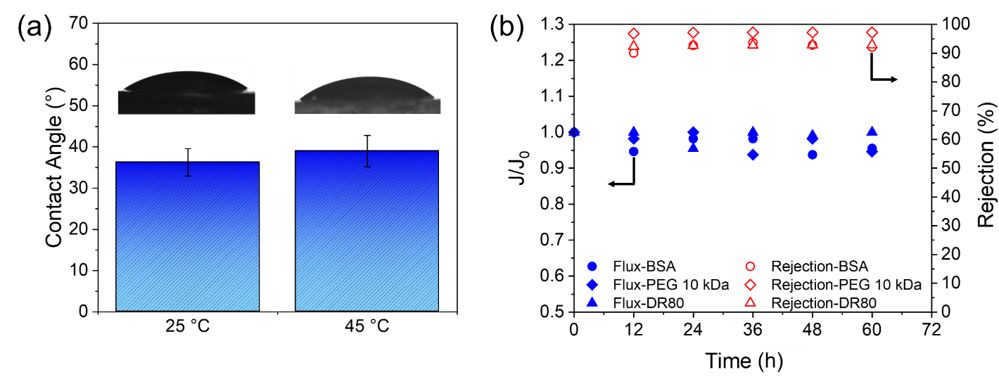 (a)
70
60
50
40
30
20
10
0
Contact Angle (°)
25 °C
45 °C
(b)
1.3
1.2
1.1
1.0
0.9
0.8
0.7
0.6
0.5
J/J0
100
90
80
70
60
50
40
30
20
10
0
Rejection (%)
Flux-BSA
Flux-PEG 10 kDa
Flux-DR80
Rejection-BSA
Rejection-PEG 10 kDa
Rejection-DR80
0 12 24 36 48 60 72
Time (h)